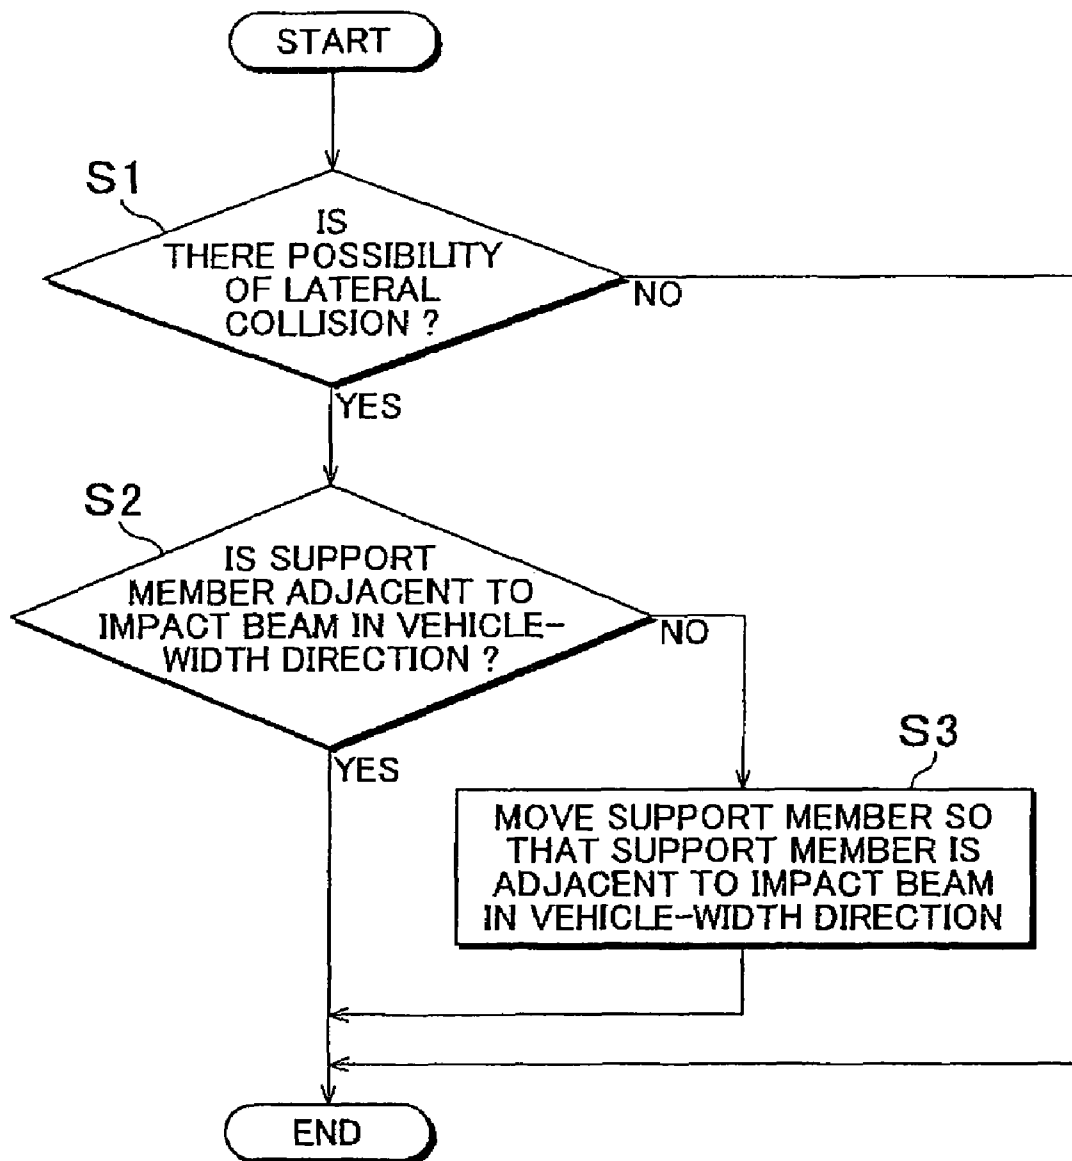 START
S1
IS
THERE POSSIBILITY
OF LATERAL
COLLISION ?
NO
YES
S2
IS SUPPORT
MEMBER ADJACENT TO
IMPACT BEAM IN VEHICLE-
WIDTH DIRECTION ?
NO
YES
S3
MOVE SUPPORT MEMBER SO
THAT SUPPORT MEMBER IS
ADJACENT TO IMPACT BEAM
IN VEHICLE-WIDTH DIRECTION
END